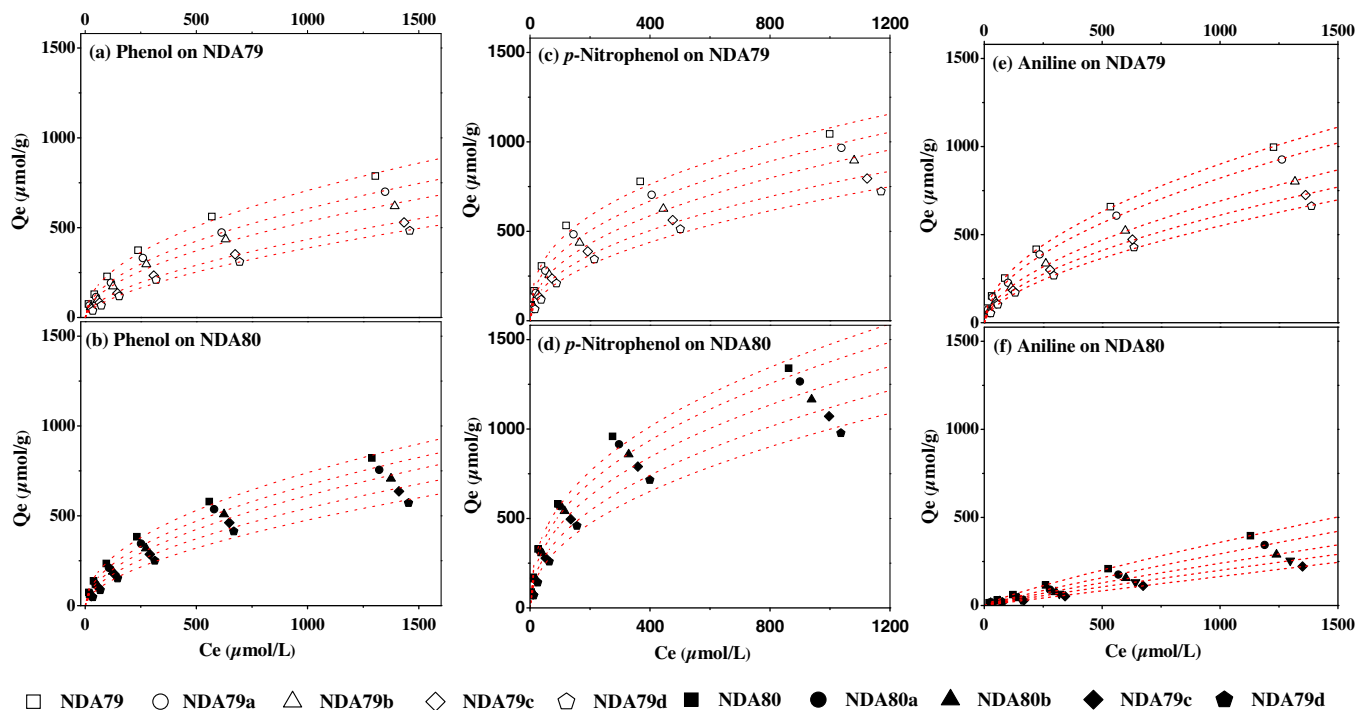 0 500 1000 1500
0 400 800 1200
0 500 1000 1500
(a) Phenol on NDA79
(c) p-Nitrophenol on NDA79
(e) Aniline on NDA79
1500
1000
500
0
Qe (µmol/g)
1500
1000
500
0
Qe (µmol/g)
1500
1000
500
0
Qe (µmol/g)
(b) Phenol on NDA80
(d) p-Nitrophenol on NDA80
(f) Aniline on NDA80
1500
1000
500
0
Qe (µmol/g)
1500
1000
500
0
Qe (µmol/g)
1500
1000
500
0
Qe (µmol/g)
0 500 1000 1500
0 400 800 1200
0 500 1000 1500
Ce (µmol/L)
Ce (µmol/L)
Ce (µmol/L)
NDA79 NDA79a NDA79b NDA79c NDA79d NDA80 NDA80a NDA80b NDA79c NDA79d